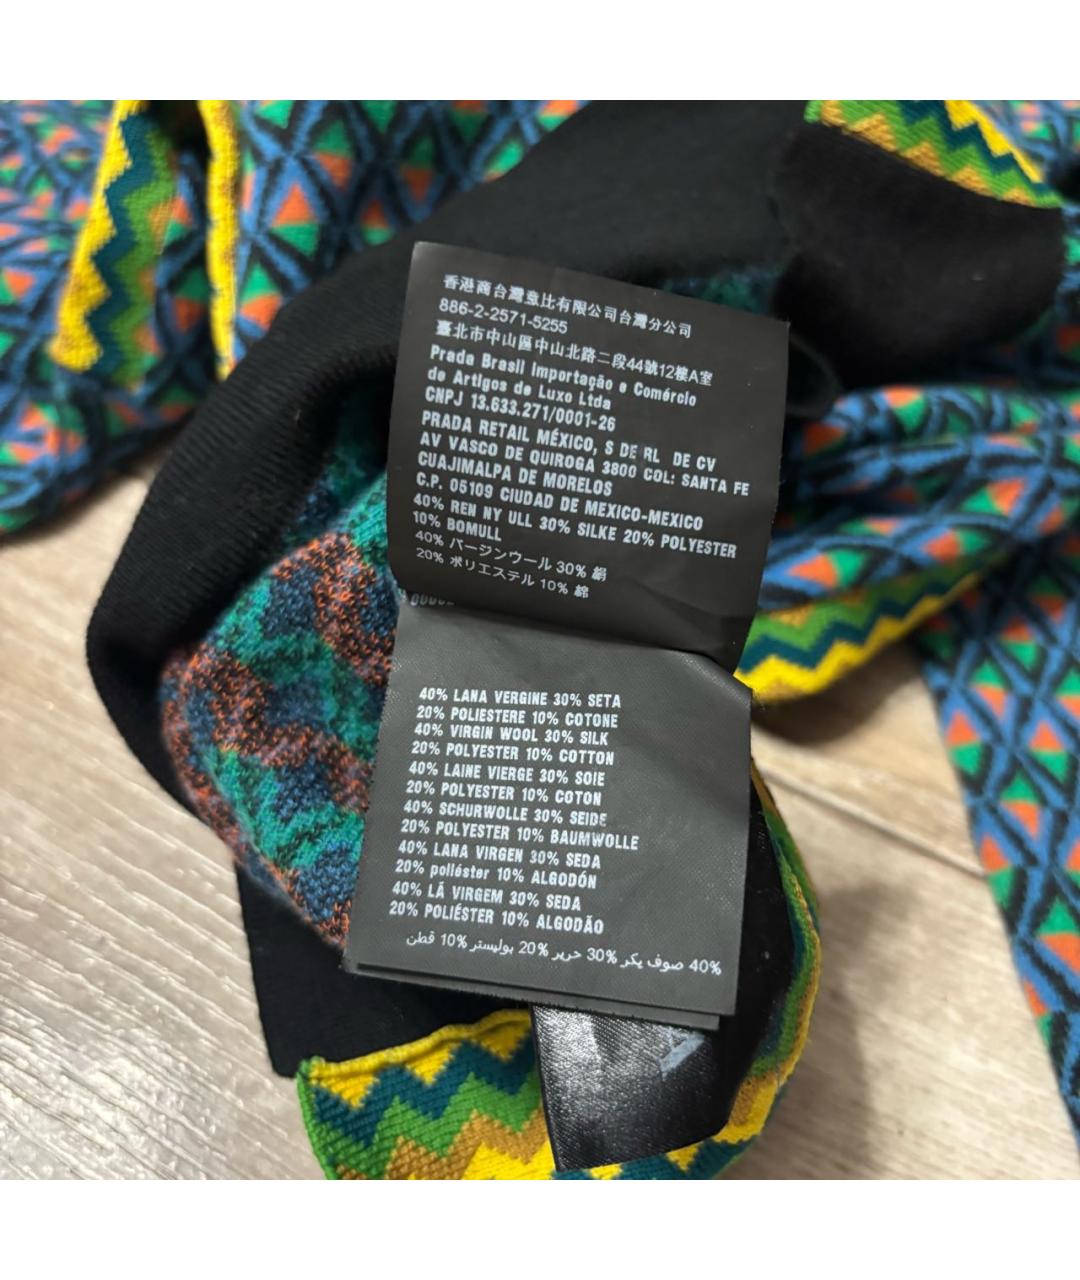 香港商台灣意比有限公司台灣分公司
886-2-2571-5255
臺北市中山區中山北路二段44號12樓A室
Prada Brasil Importação e Comércio
de Artigos de Luxo Ltda
CNPJ 13.633.271/0001-26
PRADA RETAIL MÉXICO, S DE RL DE CV
AV VASCO DE QUIROGA 3800 COL: SANTA FE
CUAJIMALPA DE MORELOS
C.P. 05109 CIUDAD DE MEXICO-MEXICO
40% REN NY ULL 30% SILKE 20% POLYESTER
10% BOMULL
40% バージンウール 30% 絹
20% ポリエステル 10% 綿
40% LANA VERGINE 30% SETA
20% POLIESTERE 10% COTONE
40% VIRGIN WOOL 30% SILK
20% POLYESTER 10% COTTON
40% LAINE VIERGE 30% SOIE
20% POLYESTER 10% COTON
40% SCHURWOLLE 30% SEIDE
20% POLYESTER 10% BAUMWOLLE
40% LANA VIRGEN 30% SEDA
20% poliéster 10% ALGODÓN
40% LÃ VIRGEM 30% SEDA
20% POLIÉSTER 10% ALGODÃO
40% صوف بكر 30% حرير 20% بوليستر 10% قطن